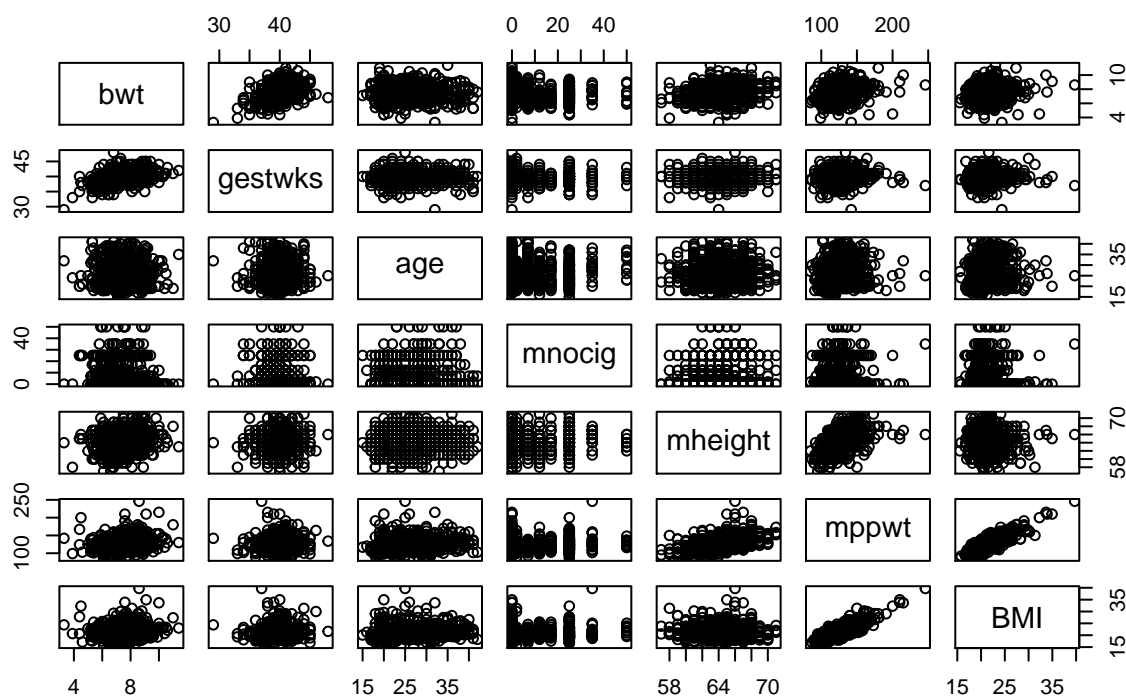 30 40 0 20 40 100 200
bwt 4 10
30 45 gestwks
age 15 35
0 40 mnocig
mheight 58 70
100 250 mppwt
BMI 15 35
4 8 15 25 35 58 64 70 15 25 35